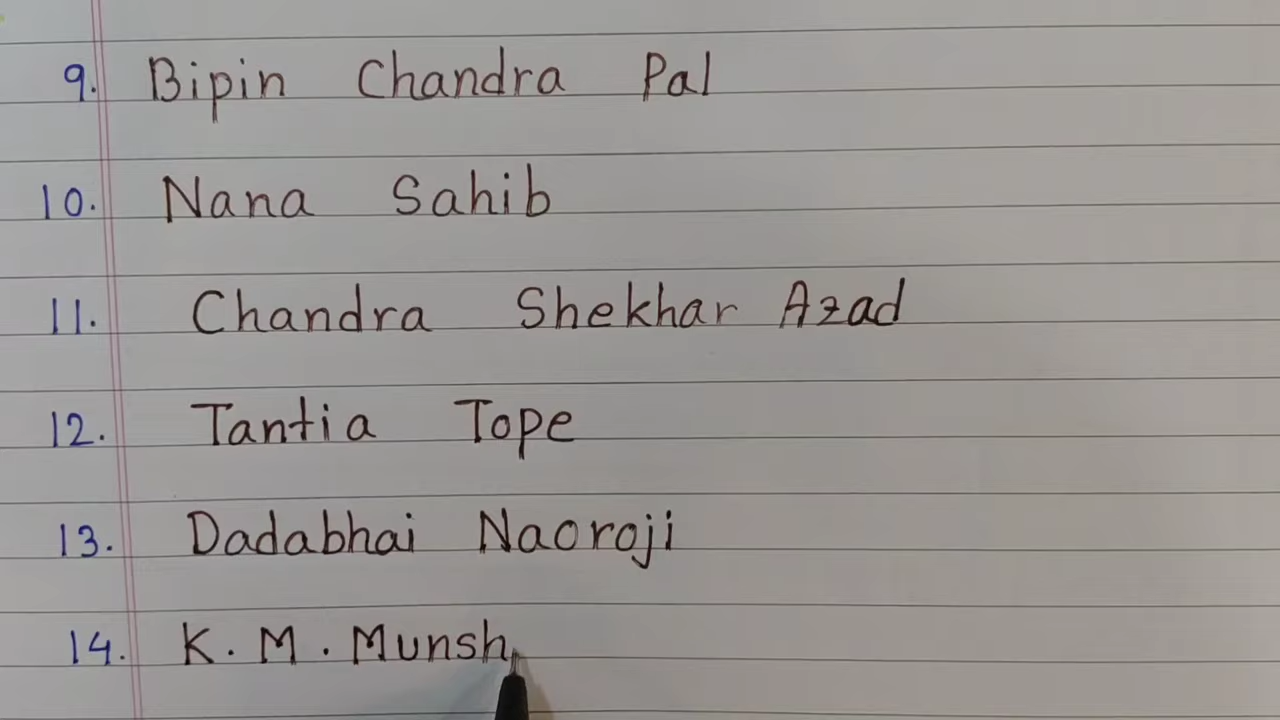 9. Bipin Chandra Pal
10. Nana Sahib
11. Chandra Shekhar Azad
12. Tantia Tope
13. Dadabhai Naoroji
14. K. M. Munsh